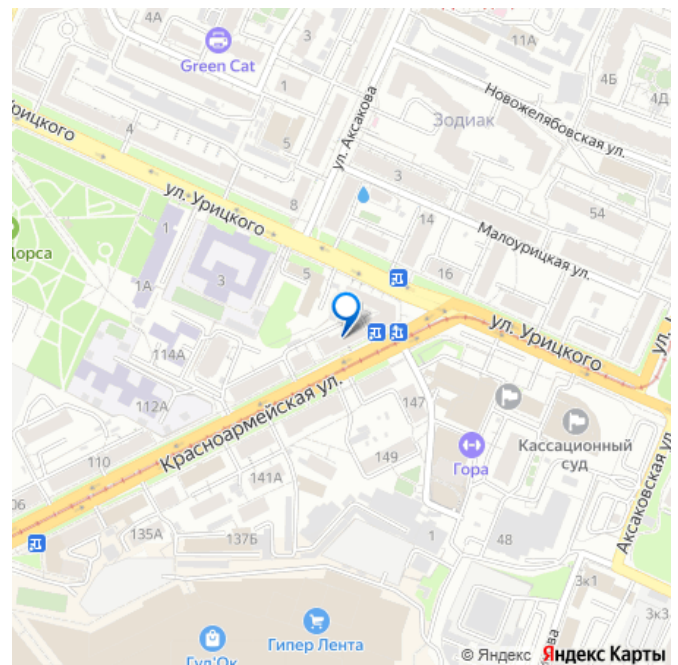 4А
11А
Green Cat
1
4Б
4Д
Новожелябовская ул.
Урицкого
4
5
ул. Аксакова
Зодиак
3
ул. Урицкого
8
54
1
14
Малоурицкая ул.
3
5
16
1А
ул. Урицкого
114А
Красноармейская ул.
112А
147
Кассационный
суд
Гора
149
110
141А
Аксаковская ул.
135А
137Б
1
48
3к1
Гипер Лента
Гуд'Ок
3к3
© Яндекс Яндекс Карты